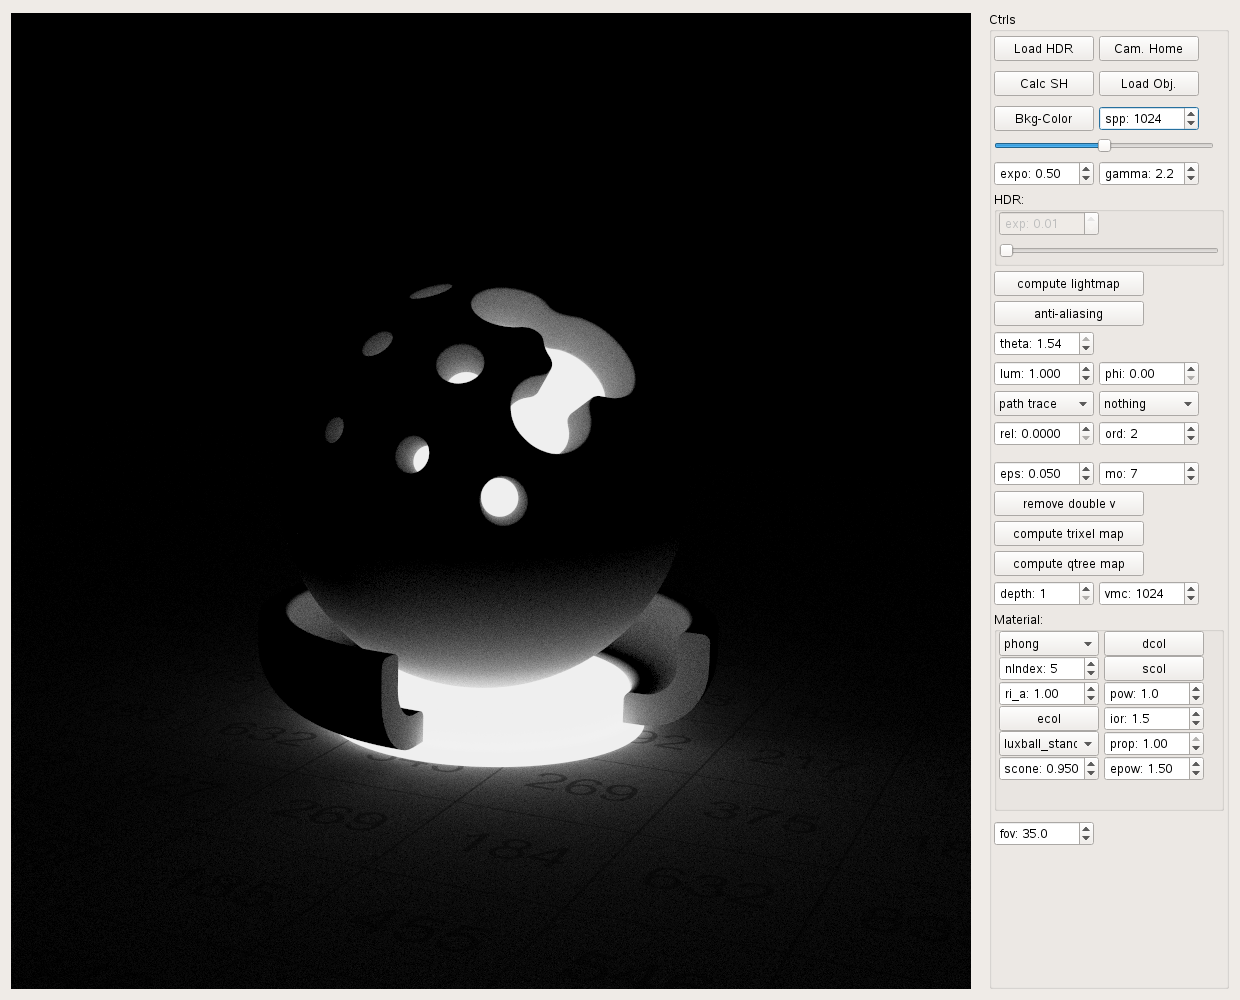 Ctrls
Load HDR
Cam. Home
Calc SH
Load Obj.
Bkg-Color
spp: 1024
expo: 0.50
gamma: 2.2
HDR:
exp: 0.01
compute lightmap
anti-aliasing
theta: 1.54
lum: 1.000
phi: 0.00
path trace
nothing
rel: 0.0000
ord: 2
eps: 0.050
mo: 7
remove double v
compute trixel map
compute qtree map
depth: 1
vmc: 1024
Material:
phong
dcol
nIndex: 5
scol
ri_a: 1.00
pow: 1.0
ecol
ior: 1.5
luxball_stand
prop: 1.00
scone: 0.950
epow: 1.50
fov: 35.0
632
269
269
375
184
632